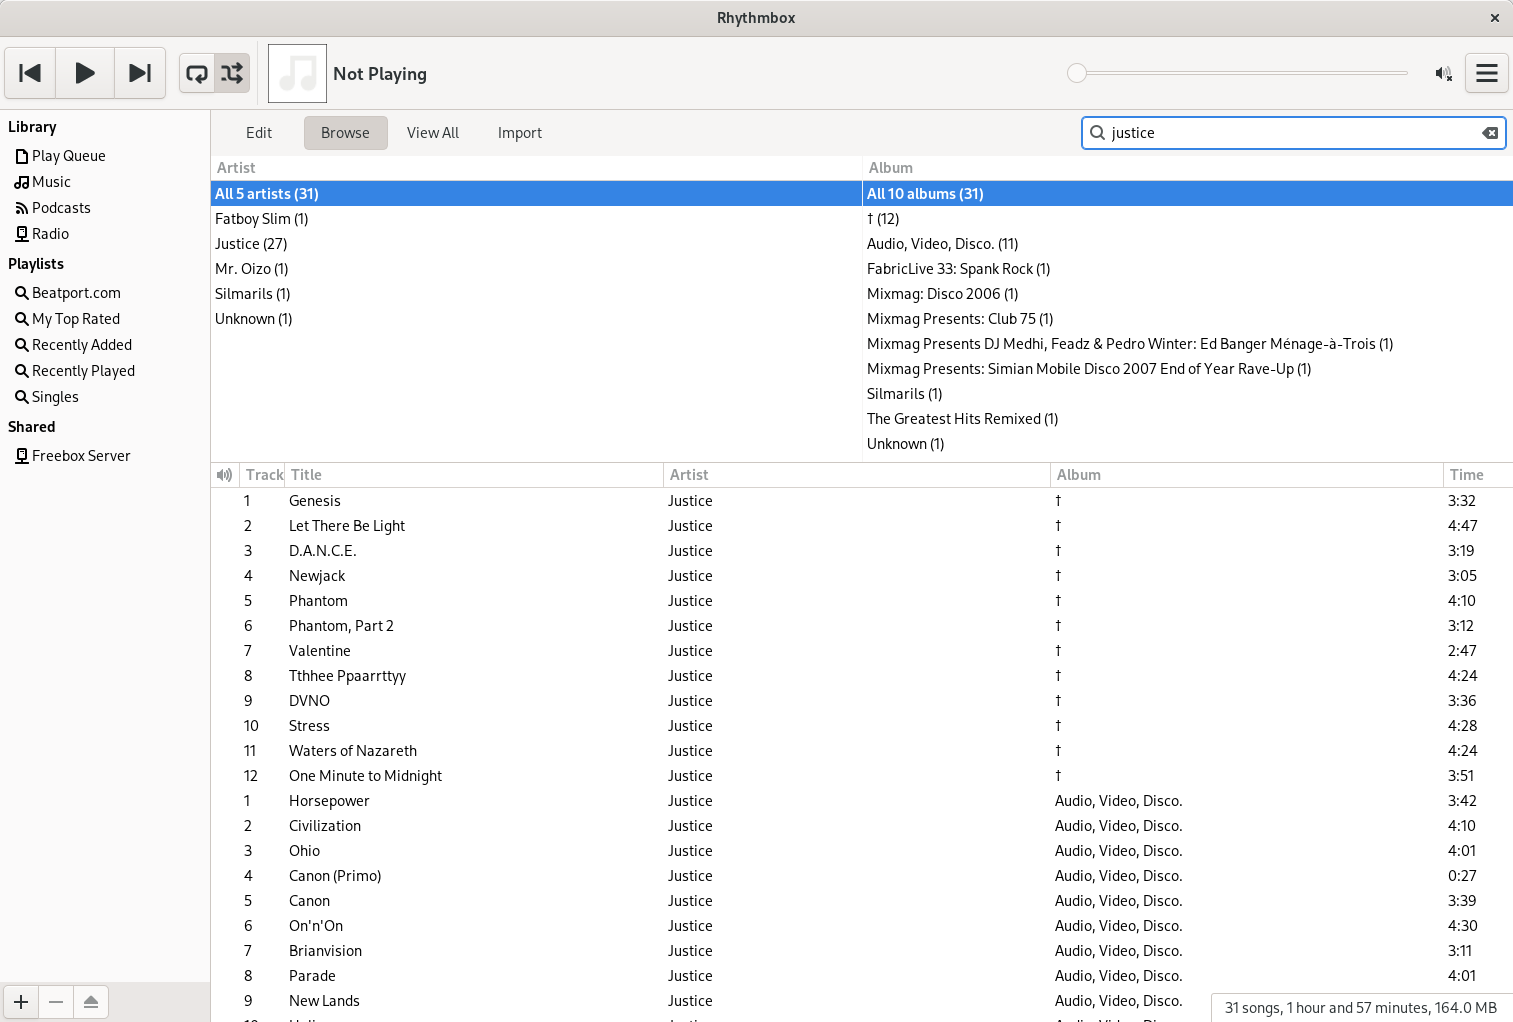 Rhythmbox
Not Playing
Library
Play Queue
Music
Podcasts
Radio
Playlists
Beatport.com
My Top Rated
Recently Added
Recently Played
Singles
Shared
Freebox Server
Edit Browse View All Import justice
Artist Album
All 5 artists (31) All 10 albums (31)
Fatboy Slim (1) † (12)
Justice (27) Audio, Video, Disco. (11)
Mr. Oizo (1) FabricLive 33: Spank Rock (1)
Silmarils (1) Mixmag: Disco 2006 (1)
Unknown (1) Mixmag Presents: Club 75 (1)
Mixmag Presents DJ Medhi, Feadz & Pedro Winter: Ed Banger Ménage-à-Trois (1)
Mixmag Presents: Simian Mobile Disco 2007 End of Year Rave-Up (1)
Silmarils (1)
The Greatest Hits Remixed (1)
Unknown (1)
Track Title Artist Album Time
1 Genesis Justice † 3:32
2 Let There Be Light Justice † 4:47
3 D.A.N.C.E. Justice † 3:19
4 Newjack Justice † 3:05
5 Phantom Justice † 4:10
6 Phantom, Part 2 Justice † 3:12
7 Valentine Justice † 2:47
8 Tthhee Ppaarrttyy Justice † 4:24
9 DVNO Justice † 3:36
10 Stress Justice † 4:28
11 Waters of Nazareth Justice † 4:24
12 One Minute to Midnight Justice † 3:51
1 Horsepower Justice Audio, Video, Disco. 3:42
2 Civilization Justice Audio, Video, Disco. 4:10
3 Ohio Justice Audio, Video, Disco. 4:01
4 Canon (Primo) Justice Audio, Video, Disco. 0:27
5 Canon Justice Audio, Video, Disco. 3:39
6 On'n'On Justice Audio, Video, Disco. 4:30
7 Brianvision Justice Audio, Video, Disco. 3:11
8 Parade Justice Audio, Video, Disco. 4:01
9 New Lands Justice Audio, Video, Disco.
31 songs, 1 hour and 57 minutes, 164.0 MB